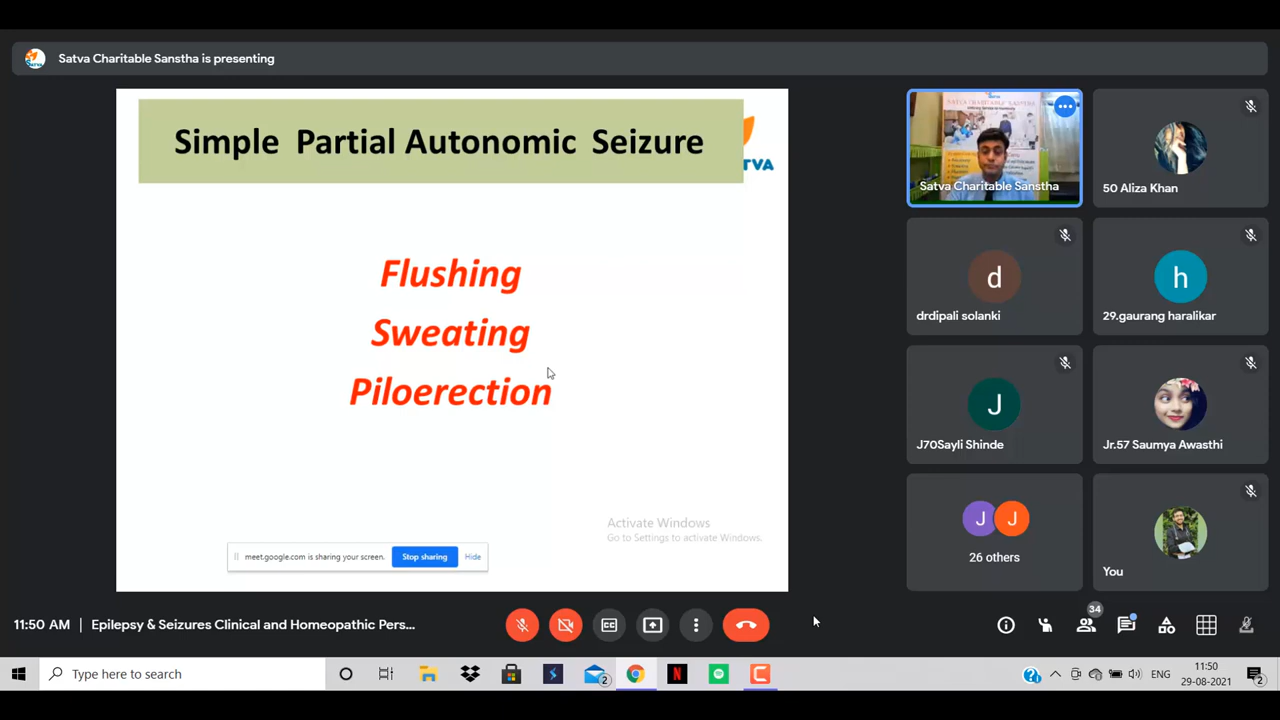 Satva Charitable Sanstha is presenting
Simple Partial Autonomic Seizure
Flushing
Sweating
Piloerection
Activate Windows
Go to Settings to activate Windows.
meet.google.com is sharing your screen.
Stop sharing
Hide
Satva Charitable Sanstha
50 Aliza Khan
d
drdipali solanki
h
29.gaurang haralikar
J
J70Sayli Shinde
Jr.57 Saumya Awasthi
J
J
26 others
You
11:50 AM
Epilepsy & Seizures Clinical and Homeopathic Pers...
34
Type here to search
2
N
ENG
11:50
29-08-2021
2